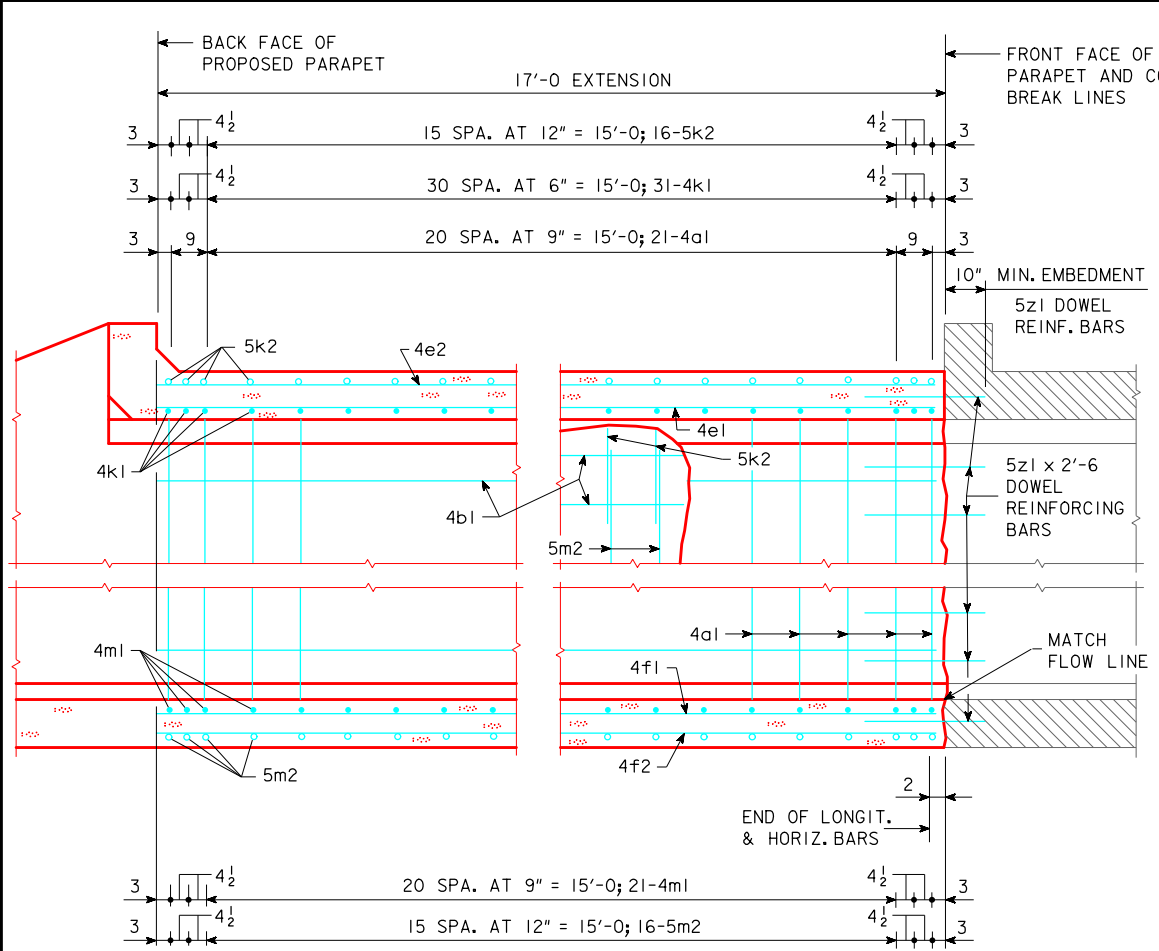 BACK FACE OF
PROPOSED PARAPET
FRONT FACE OF
PARAPET AND CO
BREAK LINES
17'-0 EXTENSION
3 4½ 15 SPA. AT 12" = 15'-0; 16-5k2 4½ 3
3 4½ 30 SPA. AT 6" = 15'-0; 31-4k1 4½ 3
3 9 20 SPA. AT 9" = 15'-0; 21-4a1 9 3
10" MIN. EMBEDMENT
5z1 DOWEL
REINF. BARS
5k2
4e2
4e1
4k1
5k2
4b1
5z1 x 2'-6
DOWEL
REINFORCING
BARS
5m2
4a1
4m1
MATCH
FLOW LINE
4f1
4f2
5m2
2
END OF LONGIT.
& HORIZ. BARS
3 4½ 20 SPA. AT 9" = 15'-0; 21-4m1 4½ 3
3 4½ 15 SPA. AT 12" = 15'-0; 16-5m2 4½ 3